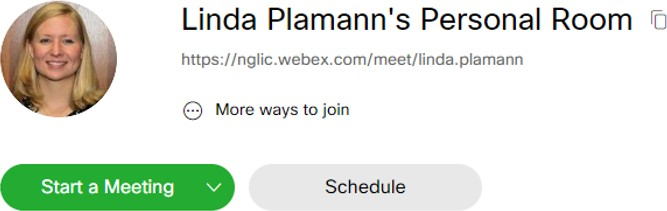 Linda Plamann's Personal Room
https://nglic.webex.com/meet/linda.plamann
More ways to join
Start a Meeting
Schedule